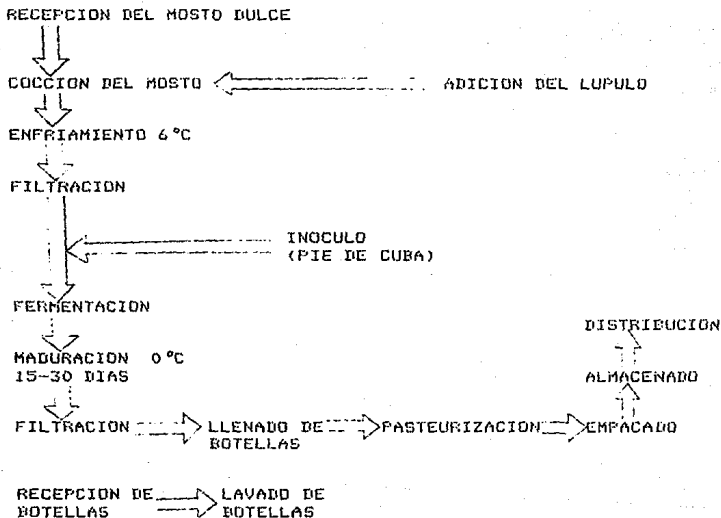 RECEPCION DEL MOSTO DULCE
COCCION DEL MOSTO
ADICION DEL LUPULO
ENFRIAMIENTO 6°C
FILTRACION
INOCULO
(PIE DE CUBA)
FERMENTACION
DISTRIBUCION
MADURACION 0°C
15-30 DIAS
ALMACENADO
FILTRACION
LLENADO DE
BOTELLAS
PASTEURIZACION
EMPACADO
RECEPCION DE
BOTELLAS
LAVADO DE
BOTELLAS